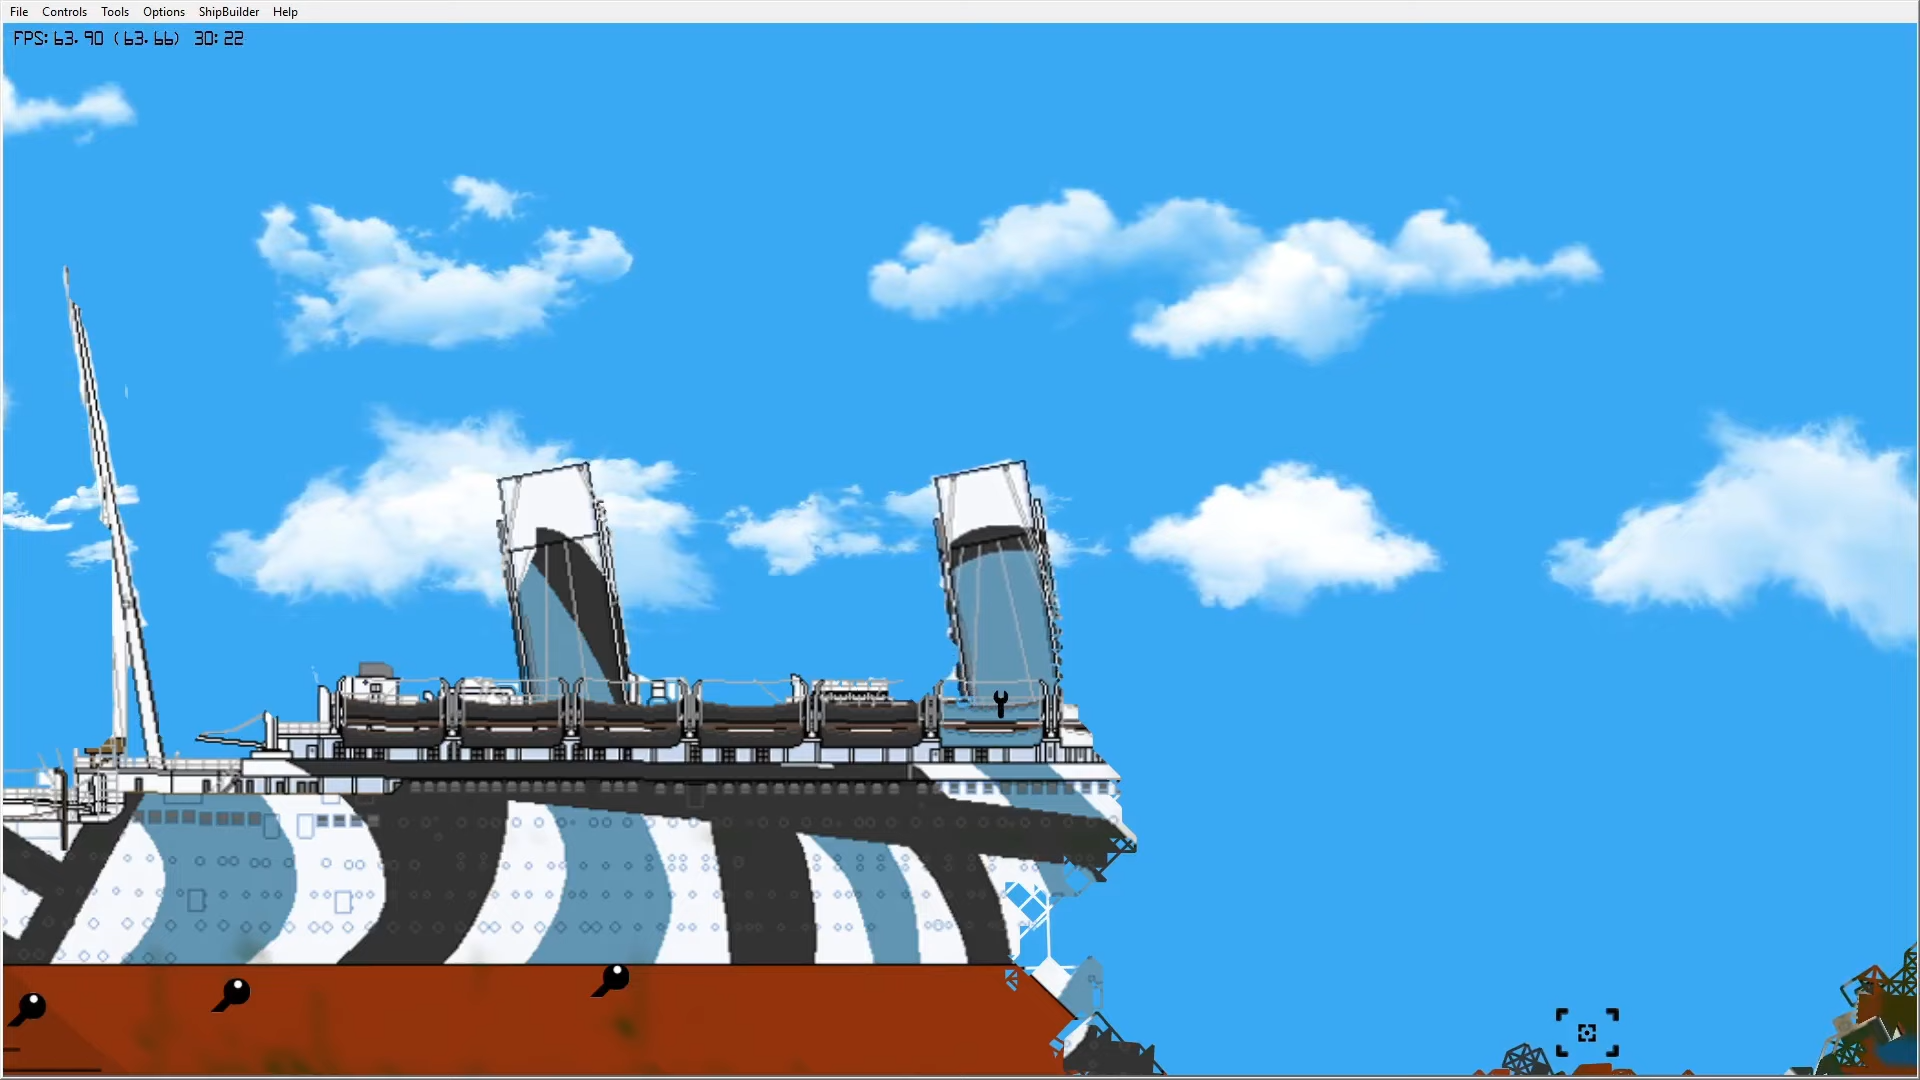 File Controls Tools Options ShipBuilder Help
FPS: 63.90 (63.66) 30:22